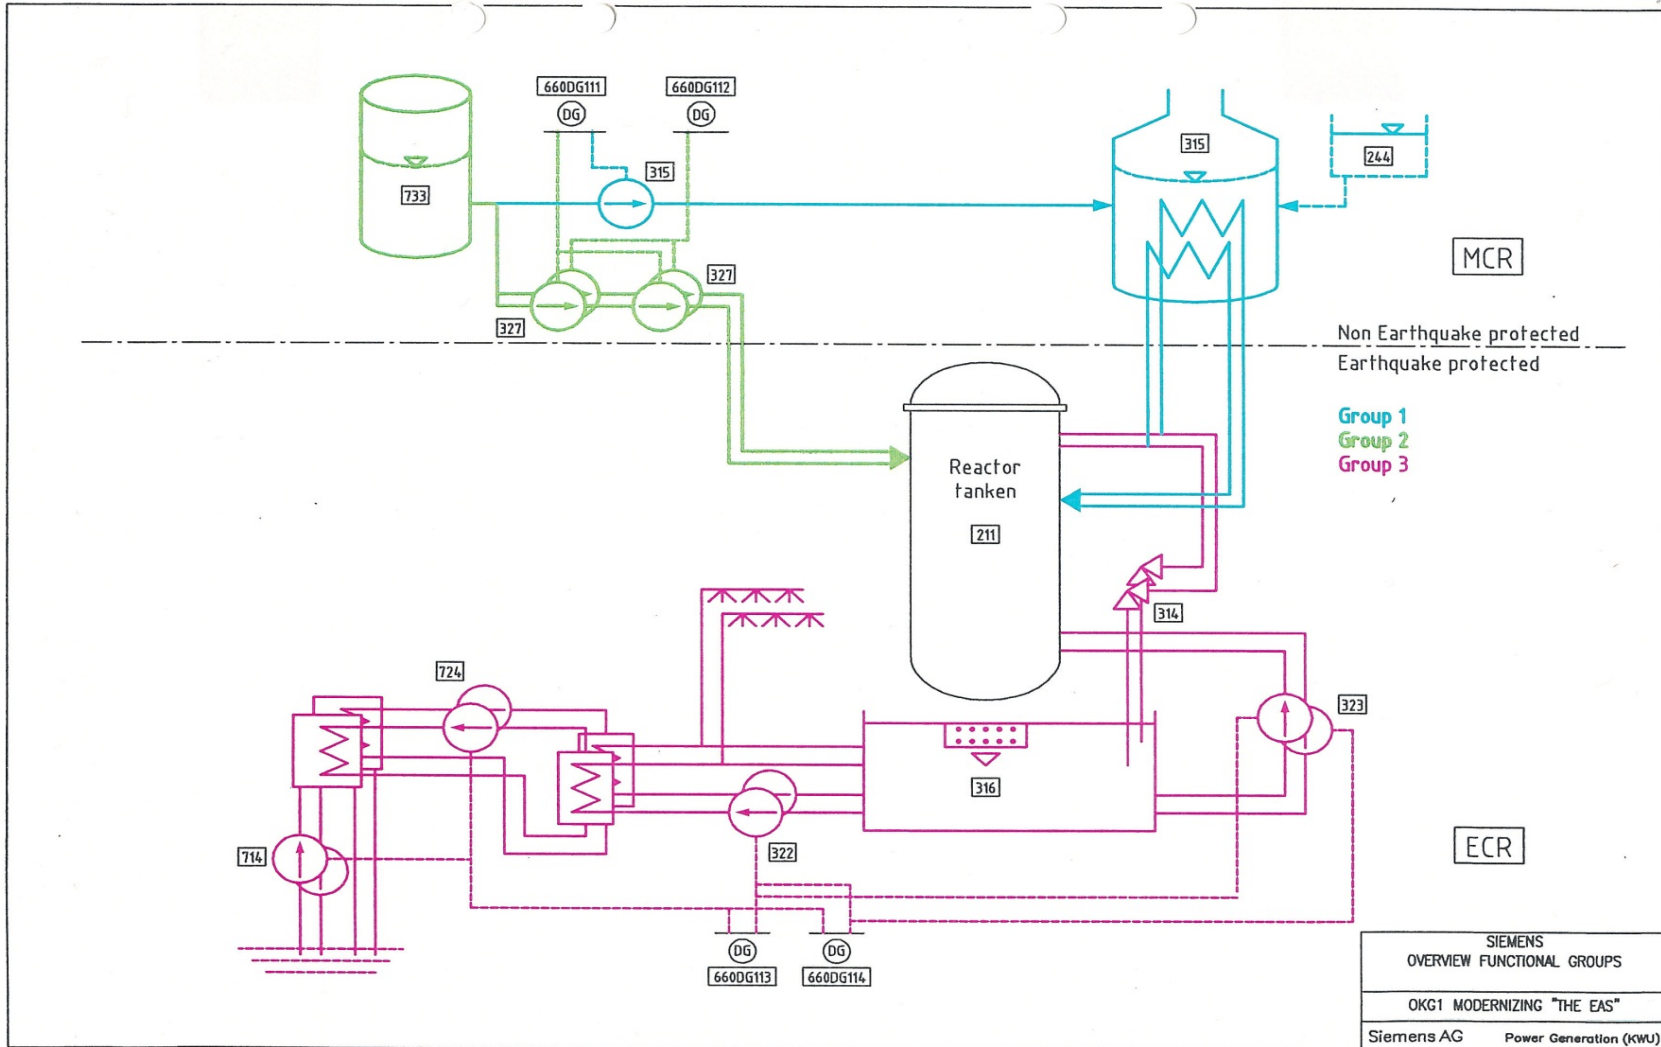 660DG111
660DG112
DG
DG
315
315
244
733
327
327
MCR
Non Earthquake protected
Earthquake protected
Group 1
Group 2
Group 3
Reactor
tanken
211
314
724
323
316
714
322
ECR
DG
DG
660DG113
660DG114
SIEMENS
OVERVIEW FUNCTIONAL GROUPS
OKG1 MODERNIZING "THE EAS"
Siemens AG Power Generation (KWU)